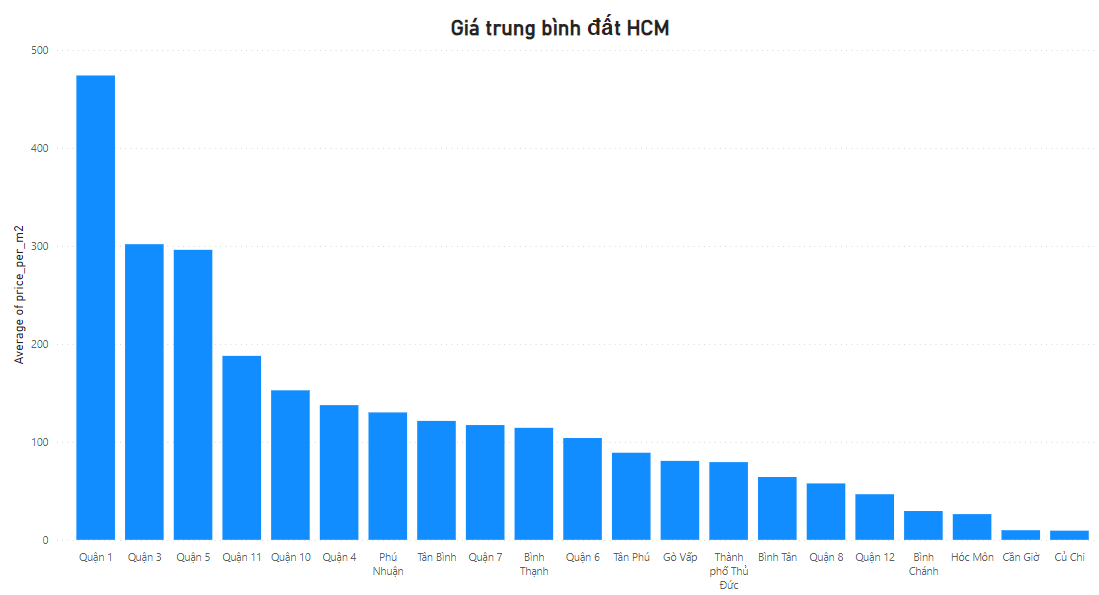 Giá trung bình đất HCM
500
400
300
200
100
0
Average of price_per_m2
Quận 1
Quận 3
Quận 5
Quận 11
Quận 10
Quận 4
Phú
Nhuận
Tân Bình
Quận 7
Bình
Thạnh
Quận 6
Tân Phú
Gò Vấp
Thành
phố Thủ
Đức
Bình Tân
Quận 8
Quận 12
Bình
Chánh
Hóc Môn
Cần Giờ
Củ Chi